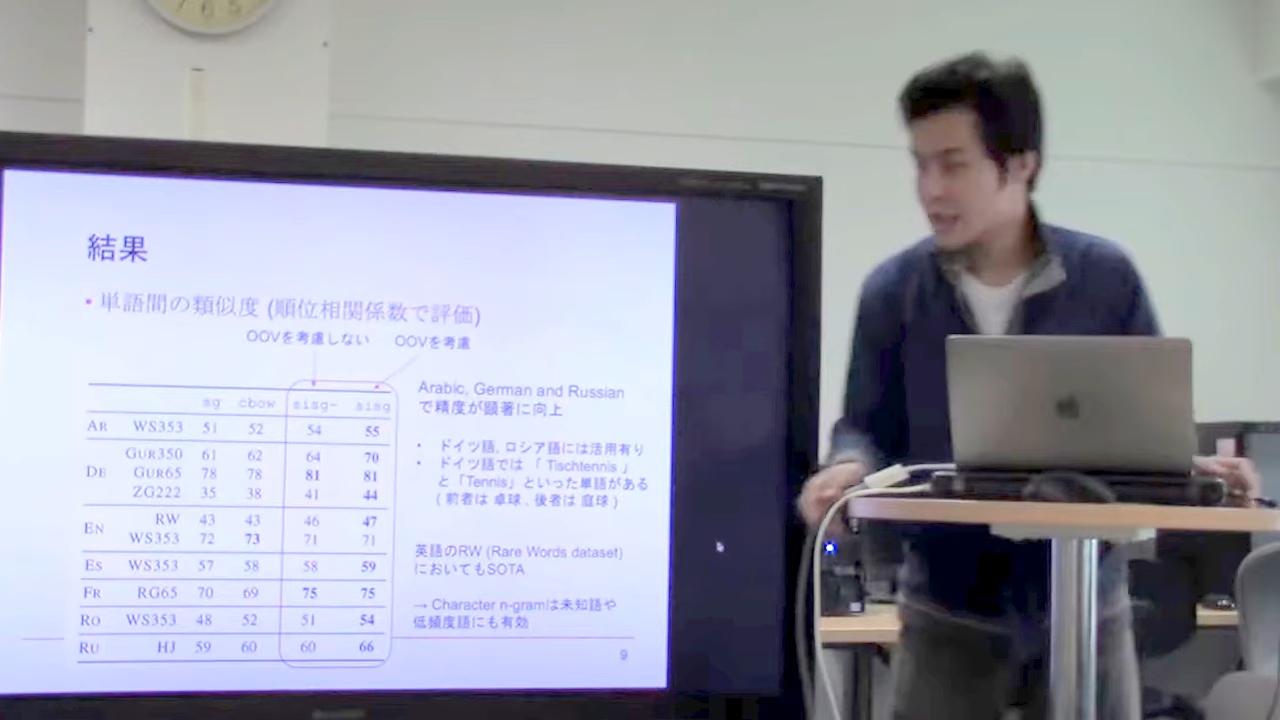 7 6 5
結果
▪ 単語間の類似度 (順位相関係数で評価)
OOVを考慮しない OOVを考慮
sg cbow sisg- sisg
AR WS353 51 52 54 55
GUR350 61 62 64 70
DE GUR65 78 78 81 81
ZG222 35 38 41 44
EN RW 43 43 46 47
WS353 72 73 71 71
ES WS353 57 58 58 59
FR RG65 70 69 75 75
RO WS353 48 52 51 54
RU HJ 59 60 60 66
Arabic, German and Russian
で精度が顕著に向上
• ドイツ語, ロシア語には活用有り
• ドイツ語では 「 Tischtennis 」
と「Tennis」といった単語がある
( 前者は 卓球 , 後者は 庭球 )
英語のRW (Rare Words dataset)
においてもSOTA
→ Character n-gramは未知語や
低頻度語にも有効
9